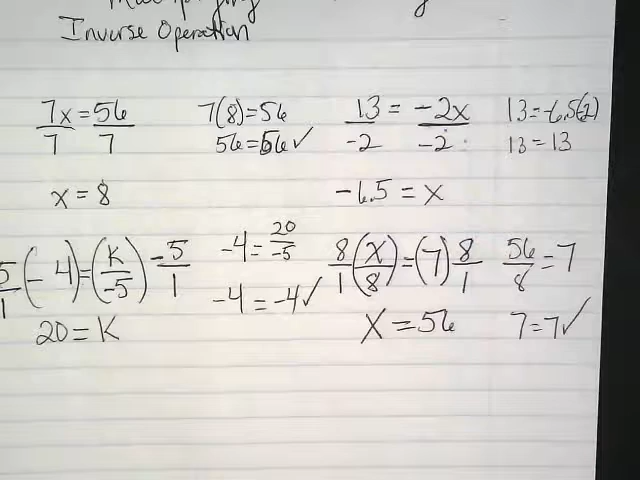 Inverse Operation
7x = 56   7(8) = 56   13 = -2x   13 = -6.5(2)
7   7   56 = 56 ✓   -2   -2   13 = 13
x = 8   -6.5 = x
5/1 (-4) = (K/-5) -5/1   -4 = 20/-5   8/1 (x/8) = (7) 8/1   56/8 = 7
-4 = -4 ✓
20 = K   X = 56   7 = 7 ✓